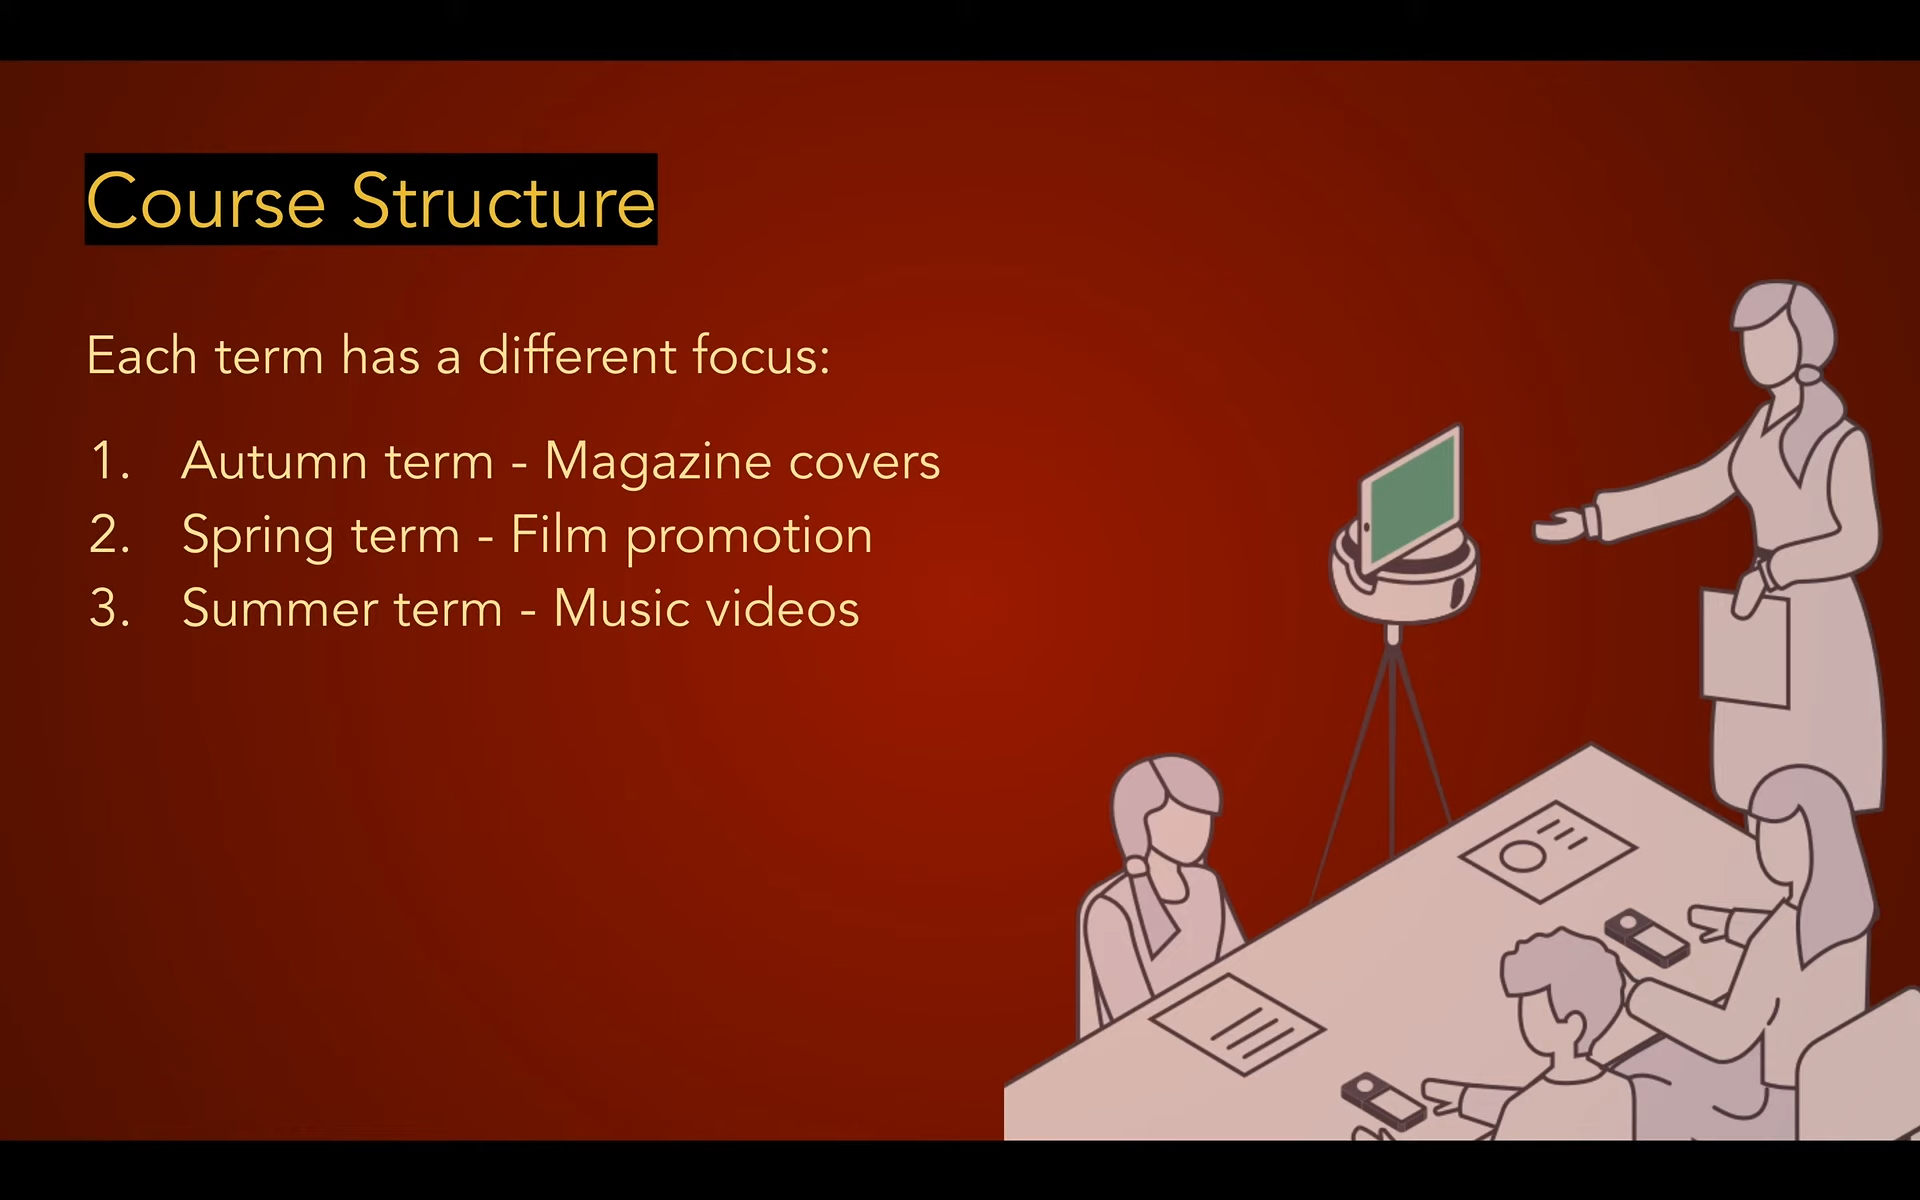 Course Structure
Each term has a different focus:
1. Autumn term - Magazine covers
2. Spring term - Film promotion
3. Summer term - Music videos